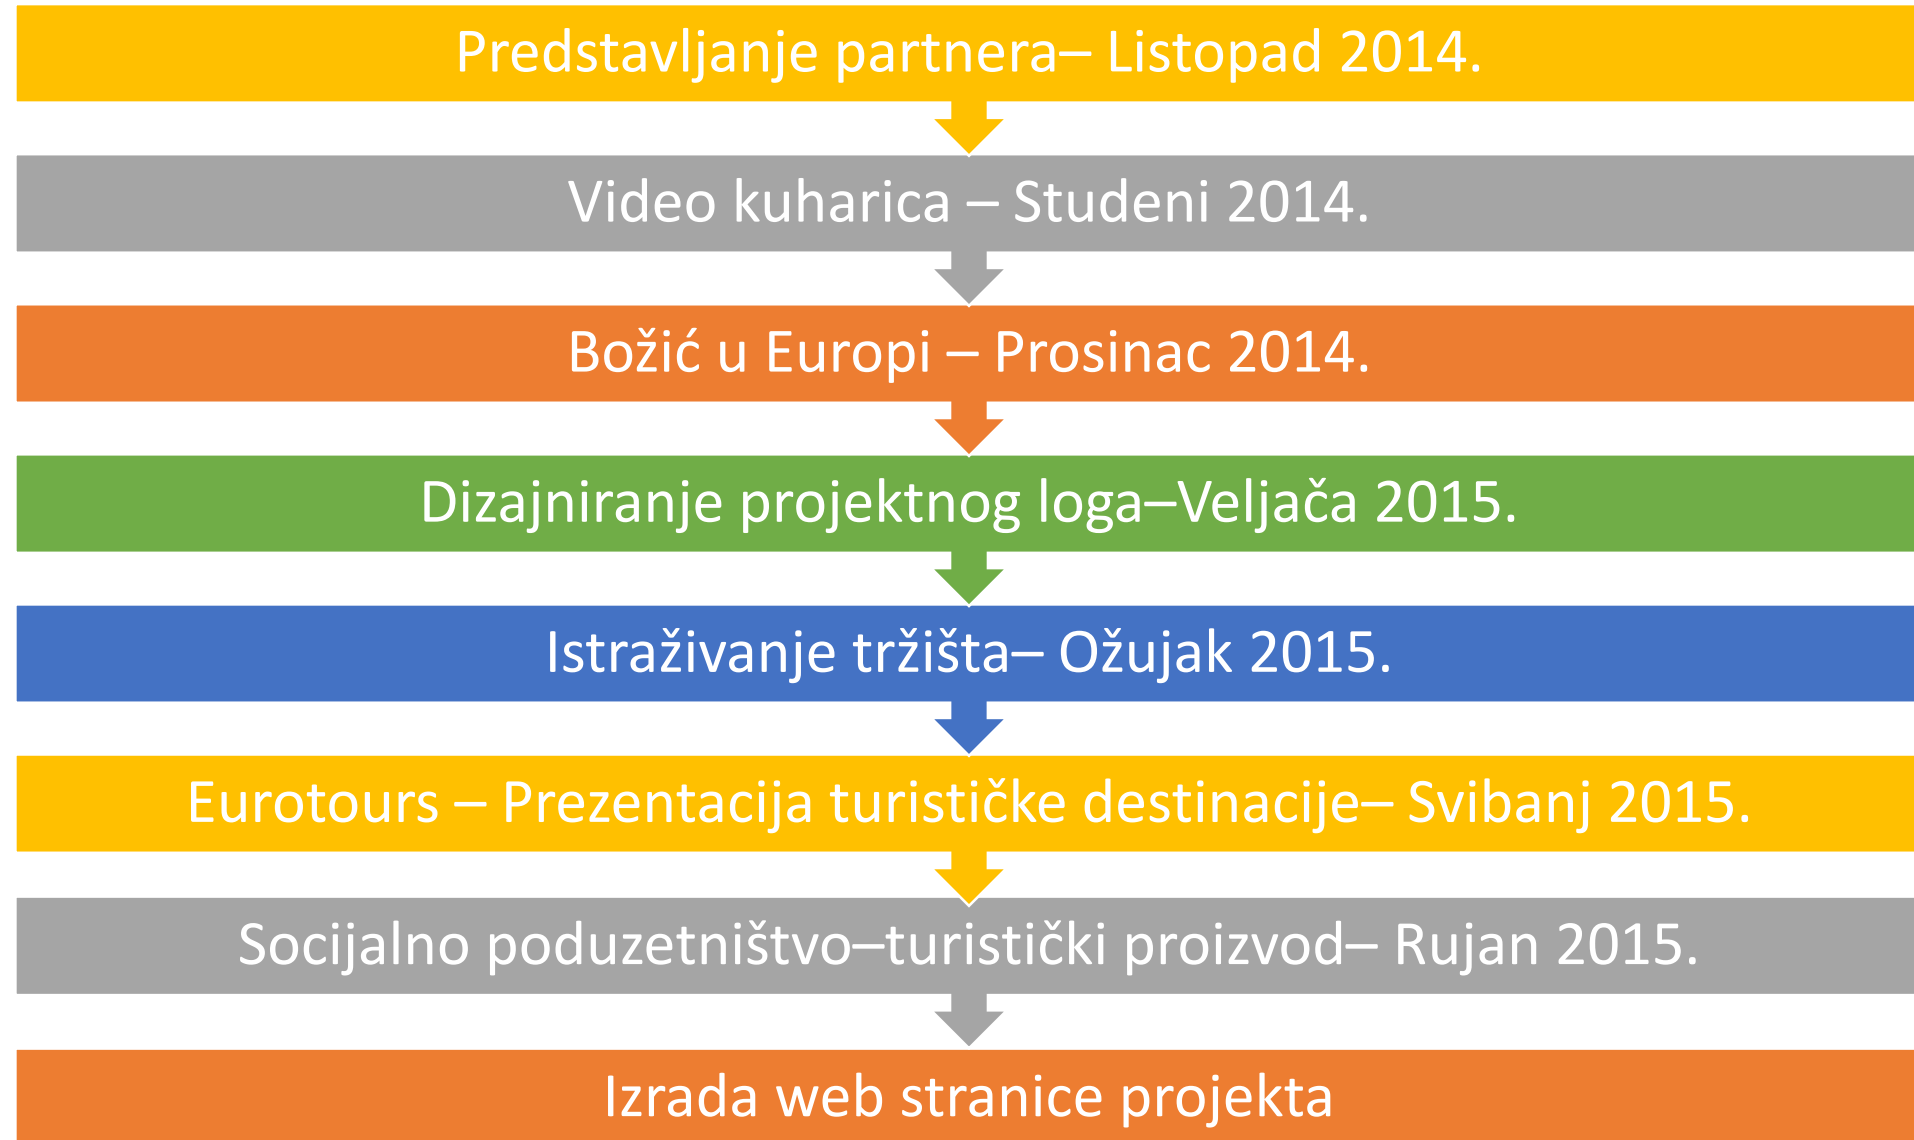 Predstavljanje partnera– Listopad 2014.
Video kuharica – Studeni 2014.
Božić u Europi – Prosinac 2014.
Dizajniranje projektnog loga–Veljača 2015.
Istraživanje tržišta– Ožujak 2015.
Eurotours – Prezentacija turističke destinacije– Svibanj 2015.
Socijalno poduzetništvo–turistički proizvod– Rujan 2015.
Izrada web stranice projekta